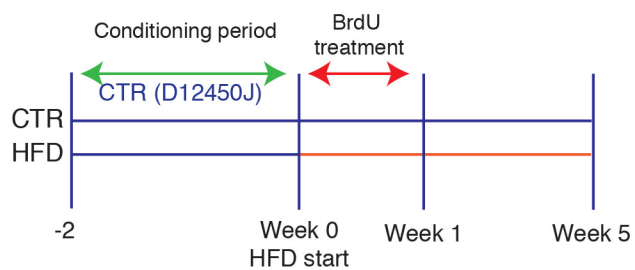 Conditioning period
BrdU
treatment
CTR (D12450J)
CTR
HFD
-2
Week 0
HFD start
Week 1
Week 5